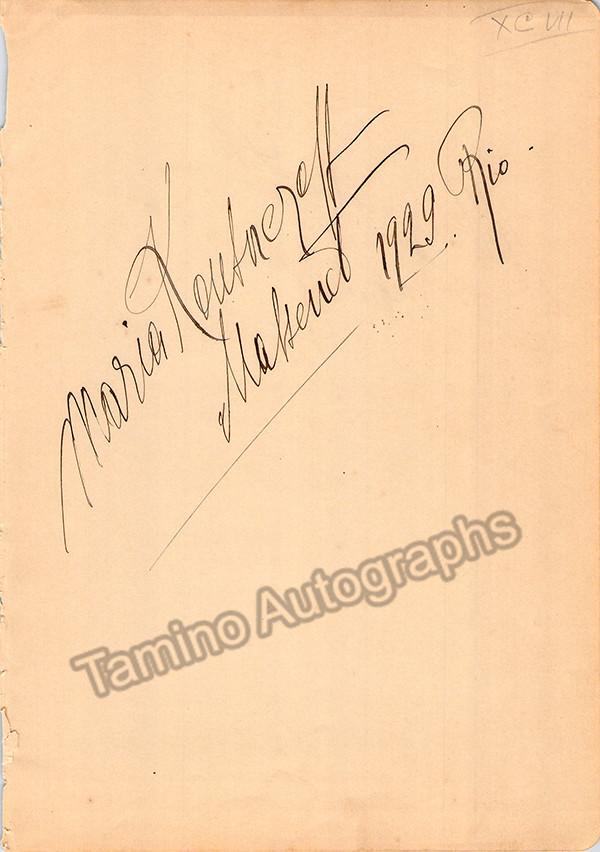 XCVII
Maria Kousnezoff
Massenet 1929. Rio.
Tamino Autographs